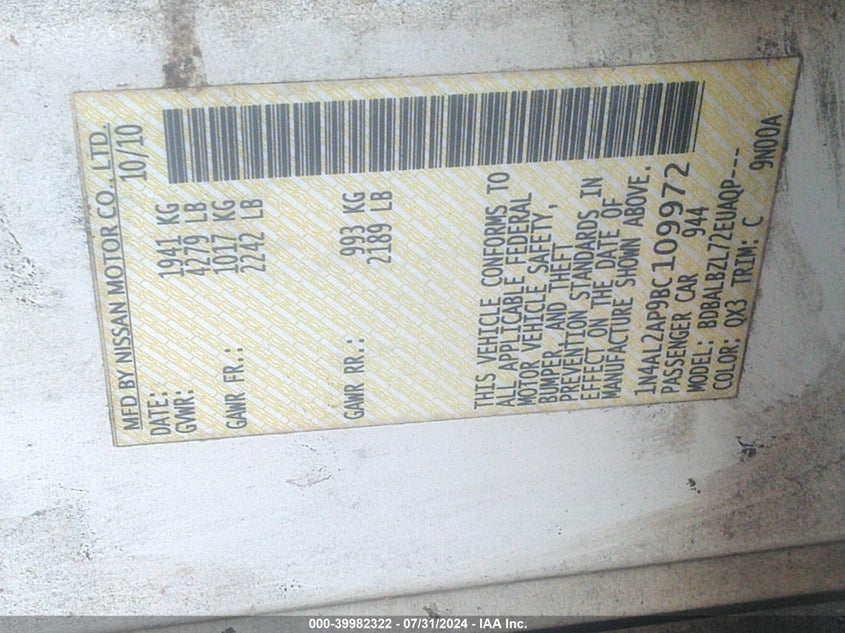 MFD BY NISSAN MOTOR CO., LTD.
DATE: 10/10
GVWR: 1941 KG
4279 LB
GAWR FR.: 1017 KG
2242 LB
GAWR RR.: 993 KG
2189 LB
THIS VEHICLE CONFORMS TO
ALL APPLICABLE FEDERAL
MOTOR VEHICLE SAFETY,
BUMPER, AND THEFT
PREVENTION STANDARDS IN
EFFECT ON THE DATE OF
MANUFACTURE SHOWN ABOVE.
1N4AL2AP9BC109972
PASSENGER CAR 944
MODEL: BDBALBZL72EUAQP---
COLOR: QX3 TRIM: C 9N00A
000-39982322 - 07/31/2024 - IAA Inc.